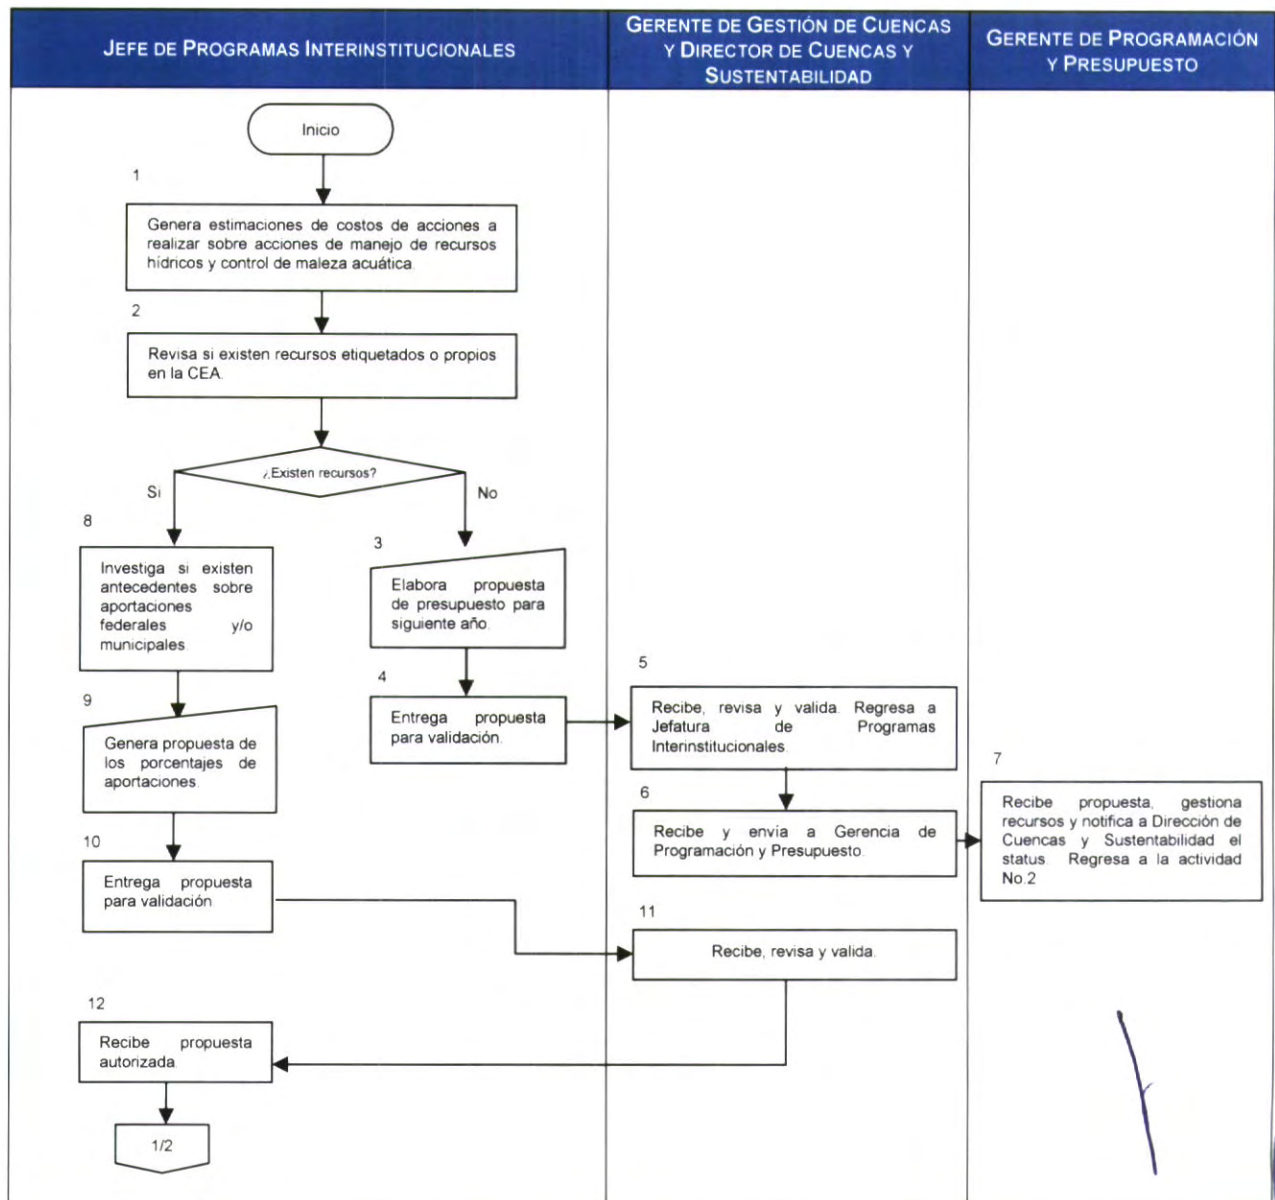 JEFE DE PROGRAMAS INTERINSTITUCIONALES
GERENTE DE GESTIÓN DE CUENCAS
Y DIRECTOR DE CUENCAS Y
SUSTENTABILIDAD
GERENTE DE PROGRAMACIÓN
Y PRESUPUESTO
Inicio
1
Genera estimaciones de costos de acciones a
realizar sobre acciones de manejo de recursos
hídricos y control de maleza acuática.
2
Revisa si existen recursos etiquetados o propios
en la CEA.
¿Existen recursos?
Si
No
8
Investiga si existen
antecedentes sobre
aportaciones
federales y/o
municipales.
3
Elabora propuesta
de presupuesto para
siguiente año.
9
Genera propuesta de
los porcentajes de
aportaciones.
4
Entrega propuesta
para validación.
5
Recibe, revisa y valida. Regresa a
Jefatura de Programas
Interinstitucionales.
6
Recibe y envía a Gerencia de
Programación y Presupuesto.
7
Recibe propuesta, gestiona
recursos y notifica a Dirección de
Cuencas y Sustentabilidad el
status. Regresa a la actividad
No.2
10
Entrega propuesta
para validación
11
Recibe, revisa y valida.
12
Recibe propuesta
autorizada.
1/2